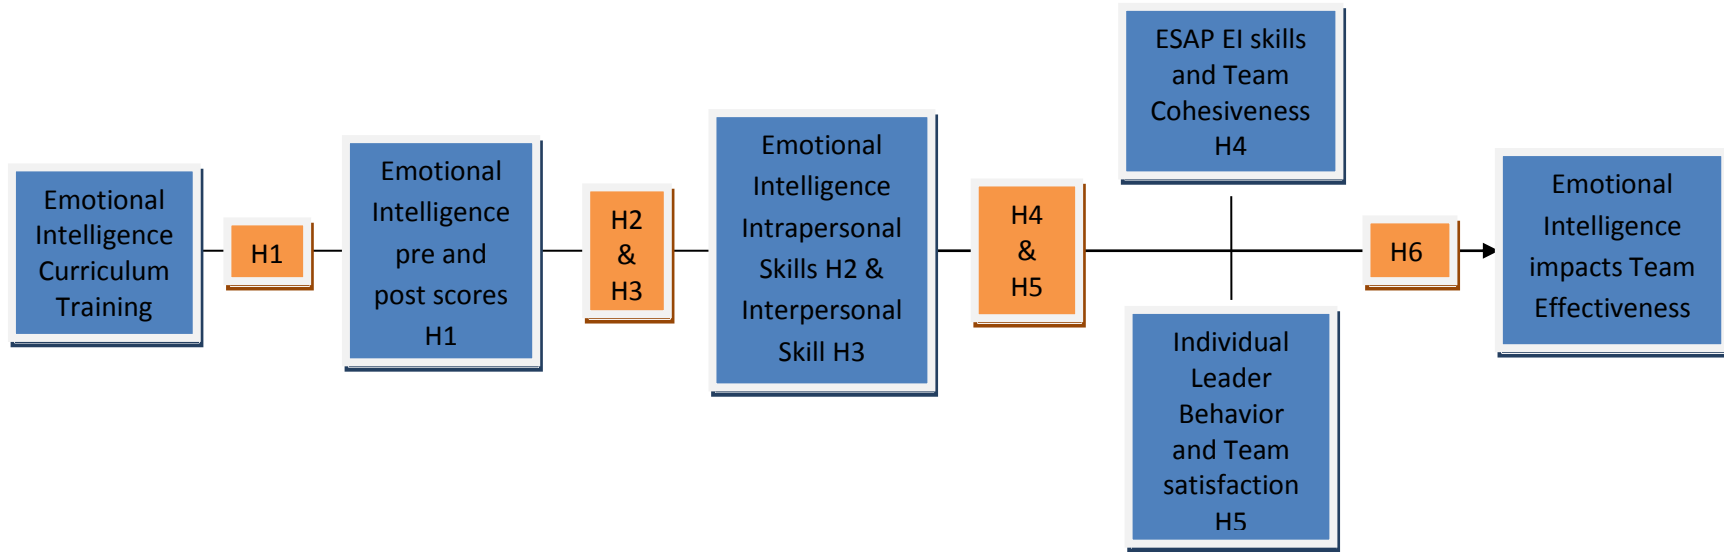 Emotional
Intelligence
Curriculum
Training
H1
Emotional
Intelligence
pre and
post scores
H1
H2
&
H3
Emotional
Intelligence
Intrapersonal
Skills H2 &
Interpersonal
Skill H3
H4
&
H5
ESAP EI skills
and Team
Cohesiveness
H4
Individual
Leader
Behavior
and Team
satisfaction
H5
H6
Emotional
Intelligence
impacts Team
Effectiveness